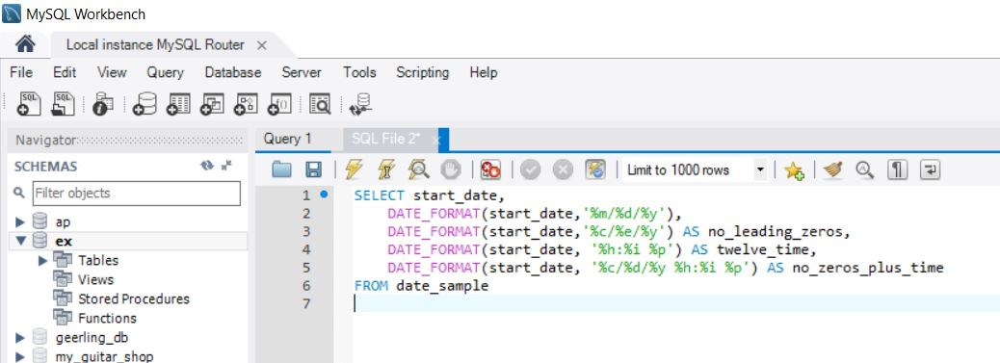 MySQL Workbench
Local instance MySQL Router ×
File Edit View Query Database Server Tools Scripting Help
Navigator
Query 1 SQL File 2* ×
SCHEMAS
Limit to 1000 rows
Filter objects
ap
ex
Tables
Views
Stored Procedures
Functions
geerling_db
my_guitar_shop
1 SELECT start_date,
2 DATE_FORMAT(start_date,'%m/%d/%y'),
3 DATE_FORMAT(start_date,'%c/%e/%y') AS no_leading_zeros,
4 DATE_FORMAT(start_date, '%h:%i %p') AS twelve_time,
5 DATE_FORMAT(start_date, '%c/%d/%y %h:%i %p') AS no_zeros_plus_time
6 FROM date_sample
7